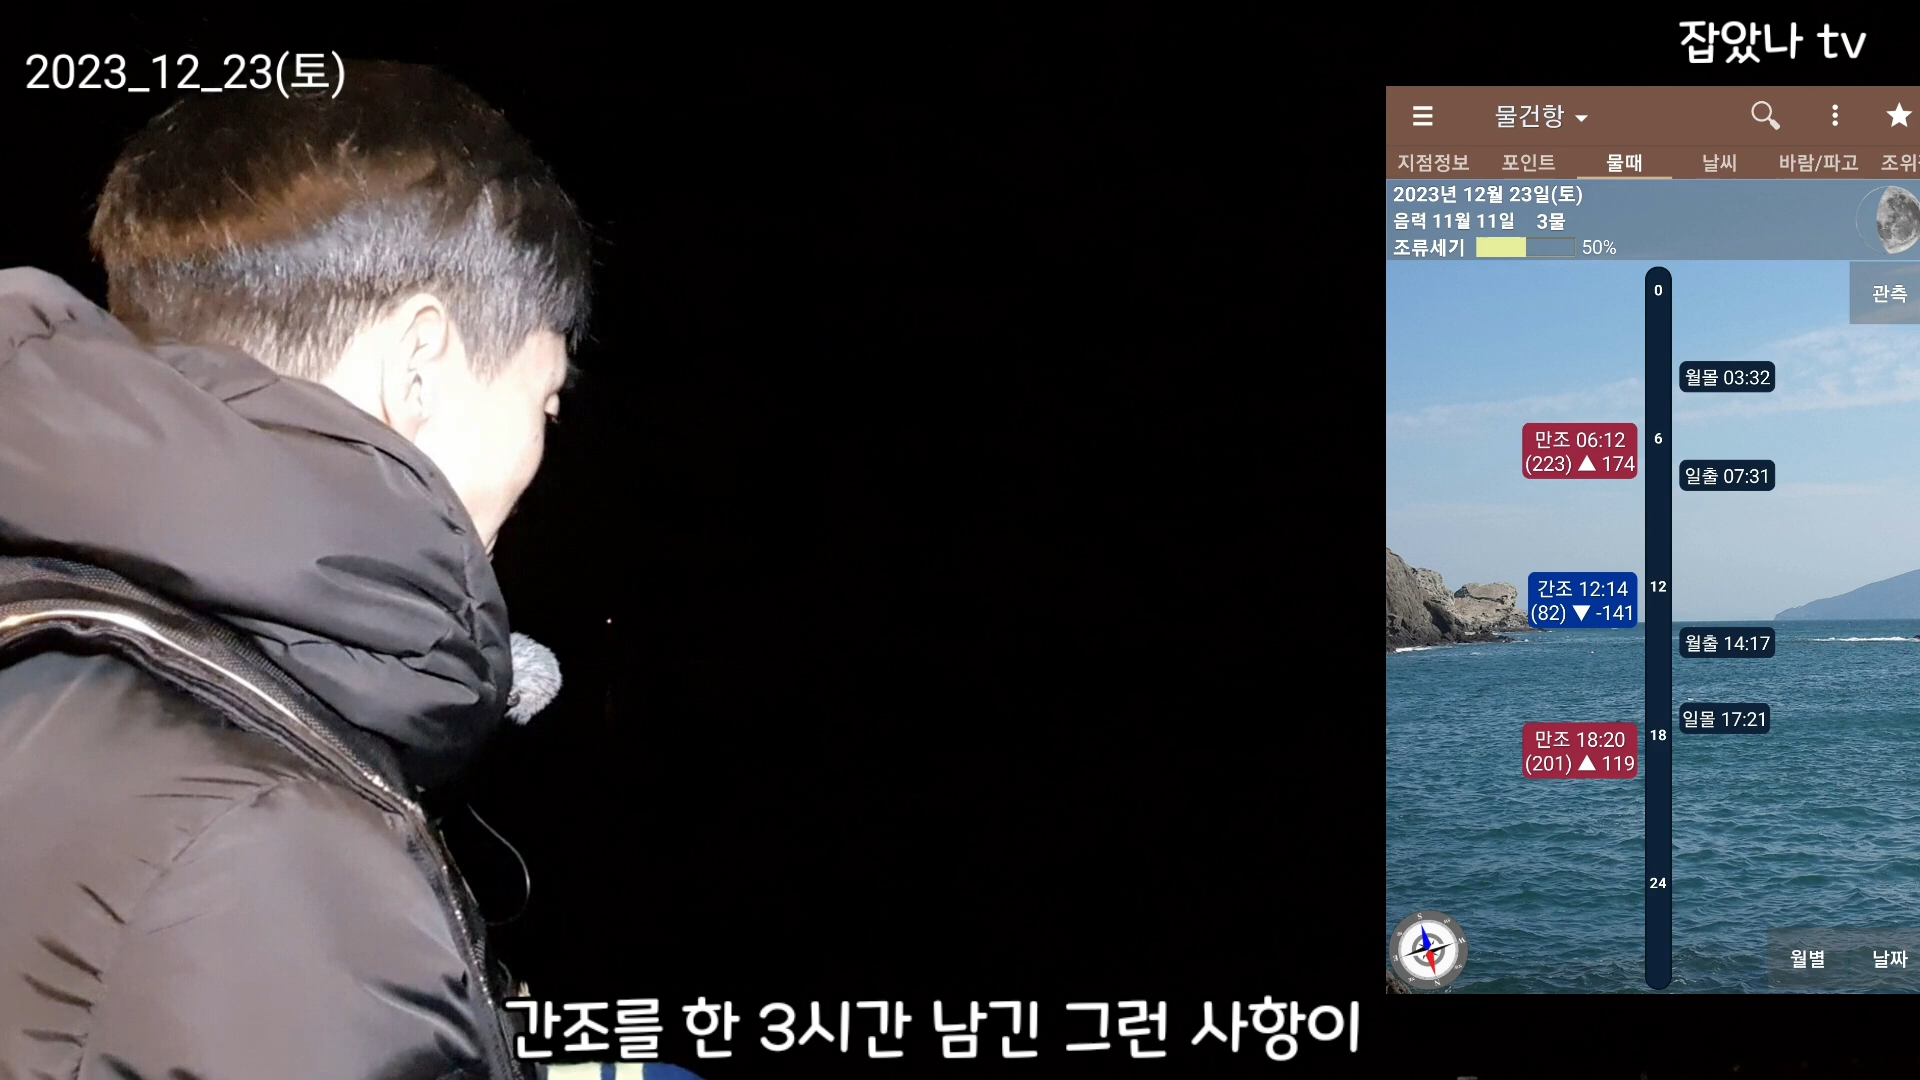 2023_12_23(토)
잡았나 tv
물건항
지점정보 포인트 물때 날씨 바람/파고 조위
2023년 12월 23일(토)
음력 11월 11일 3물
조류세기 50%
관측
0
월몰 03:32
만조 06:12
(223) ▲ 174
6
일출 07:31
간조 12:14
(82) ▼ -141
12
월출 14:17
일몰 17:21
만조 18:20
(201) ▲ 119
18
24
월별 날짜
간조를 한 3시간 남긴 그런 사항이